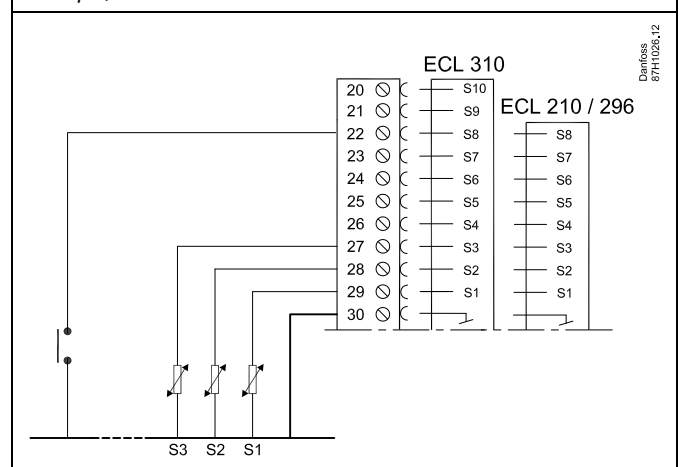 Danfoss
87H1026.12
ECL 310
ECL 210 / 296
20 S10
21 S9
22 S8 S8
23 S7 S7
24 S6 S6
25 S5 S5
26 S4 S4
27 S3 S3
28 S2 S2
29 S1 S1
30
S3 S2 S1